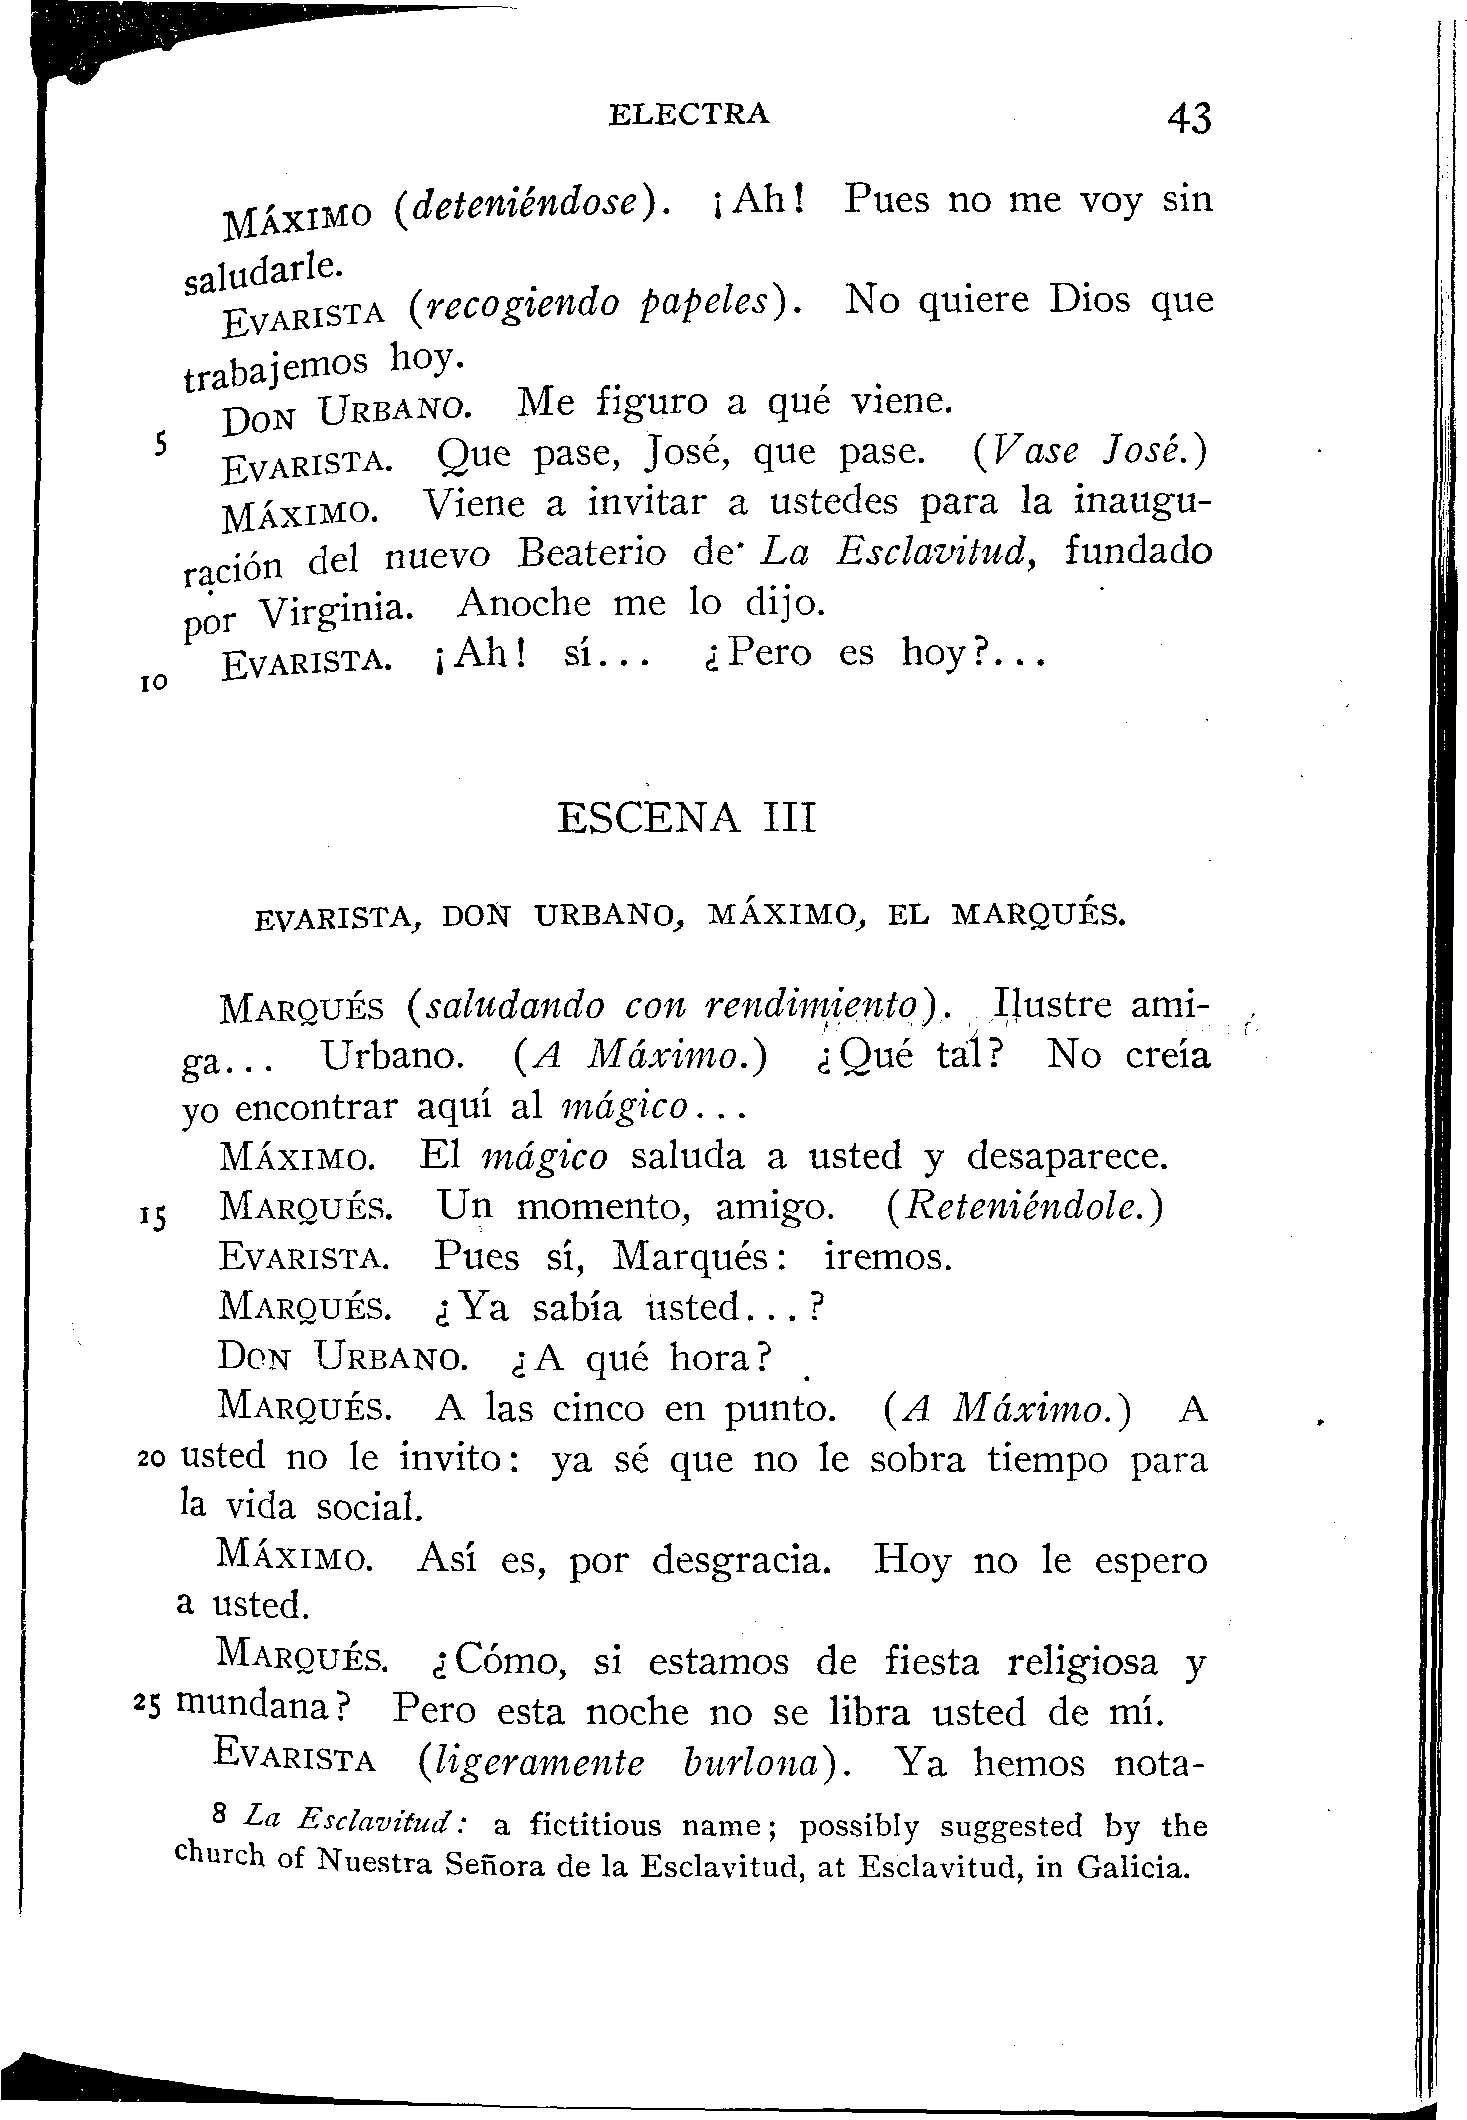 ELECTRA 43
MÁXIMO (deteniéndose). ¡Ah! Pues no me voy sin
saludarle.
EVARISTA (recogiendo papeles). No quiere Dios que
trabajemos hoy.
5 DON URBANO. Me figuro a qué viene.
EVARISTA. Que pase, José, que pase. (Vase José.)
MÁXIMO. Viene a invitar a ustedes para la inaugu-
ración del nuevo Beaterio de La Esclavitud, fundado
por Virginia. Anoche me lo dijo.
10 EVARISTA. ¡Ah! sí... ¿Pero es hoy?...
ESCENA III
EVARISTA, DON URBANO, MÁXIMO, EL MARQUÉS.
MARQUÉS (saludando con rendimiento). Ilustre ami-
ga... Urbano. (A Máximo.) ¿Qué tal? No creía
yo encontrar aquí al mágico...
MÁXIMO. El mágico saluda a usted y desaparece.
15 MARQUÉS. Un momento, amigo. (Reteniéndole.)
EVARISTA. Pues sí, Marqués: iremos.
MARQUÉS. ¿Ya sabía usted...?
DON URBANO. ¿A qué hora?
MARQUÉS. A las cinco en punto. (A Máximo.) A
20 usted no le invito: ya sé que no le sobra tiempo para
la vida social.
MÁXIMO. Así es, por desgracia. Hoy no le espero
a usted.
MARQUÉS. ¿Cómo, si estamos de fiesta religiosa y
25 mundana? Pero esta noche no se libra usted de mí.
EVARISTA (ligeramente burlona). Ya hemos nota-
8 La Esclavitud: a fictitious name; possibly suggested by the
church of Nuestra Señora de la Esclavitud, at Esclavitud, in Galicia.